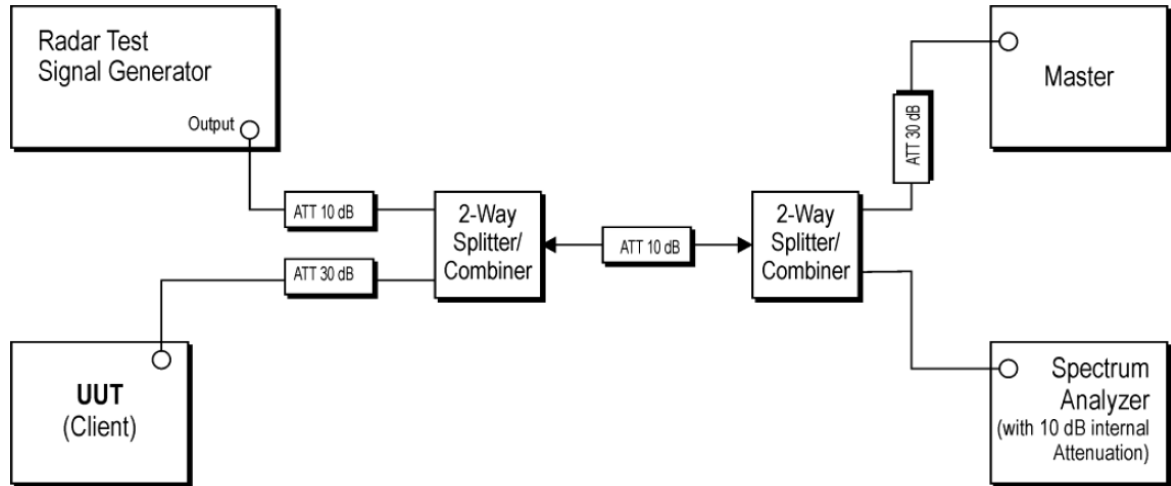 Radar Test
Signal Generator
Output
ATT 10 dB
ATT 30 dB
UUT
(Client)
2-Way
Splitter/
Combiner
ATT 10 dB
2-Way
Splitter/
Combiner
ATT 30 dB
Master
Spectrum
Analyzer
(with 10 dB internal
Attenuation)